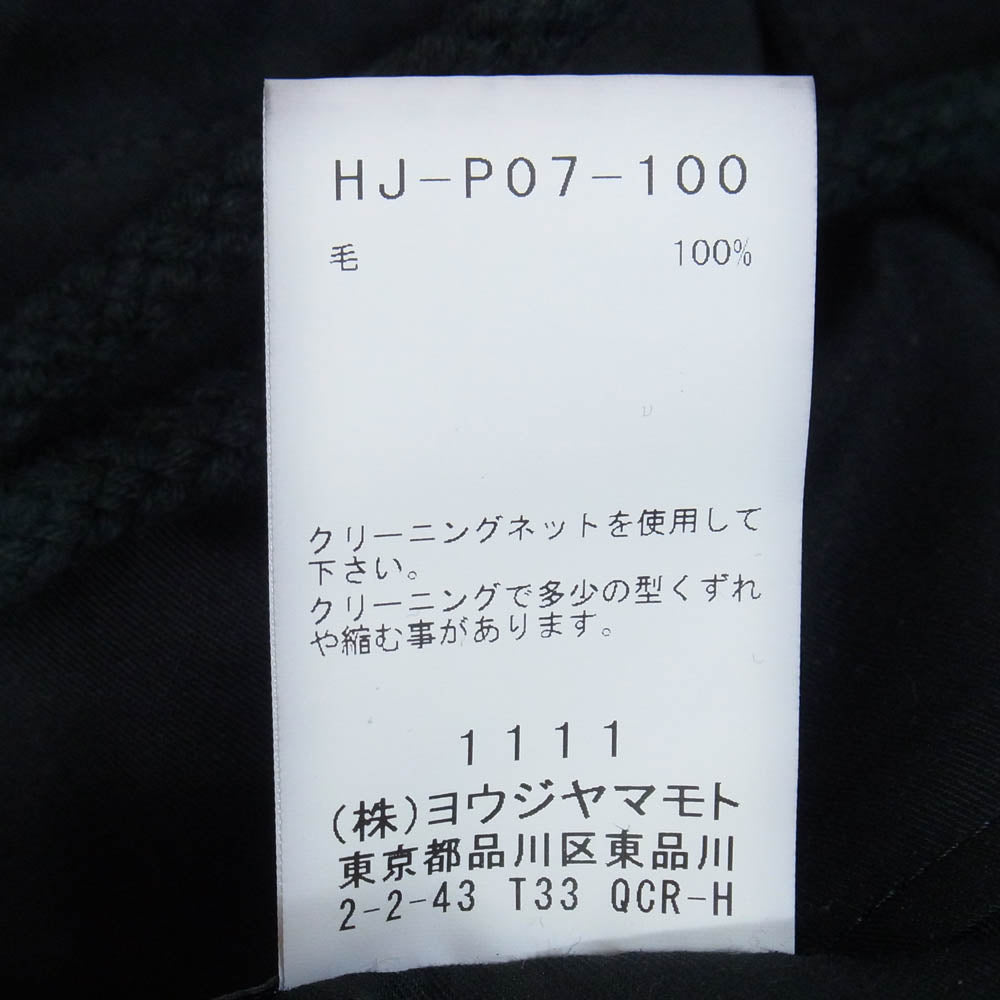 HJ-P07-100
毛 100%
クリーニングネットを使用して
下さい。
クリーニングで多少の型くずれ
や縮む事があります。
1111
(株)ヨウジヤマモト
東京都品川区東品川
2-2-43 T33 QCR-H